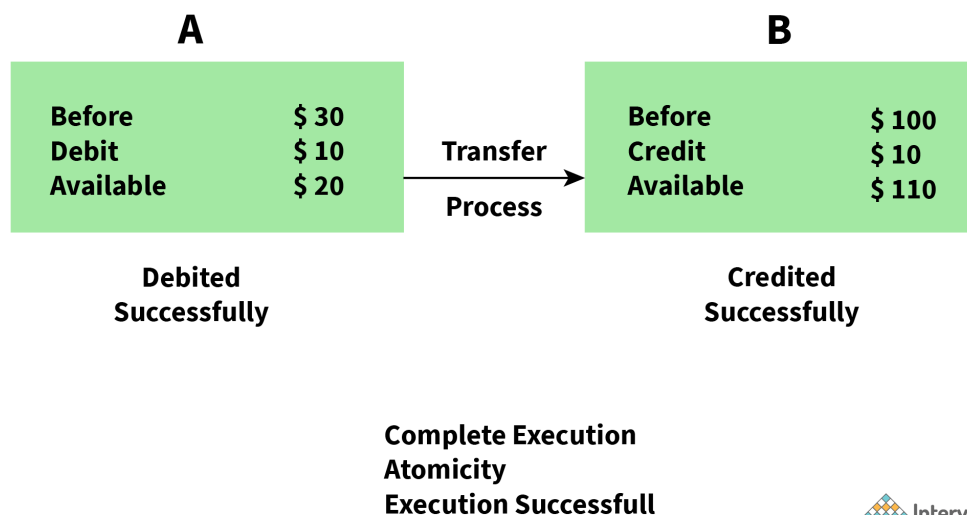 A
B
Before $ 30
Debit $ 10
Available $ 20
Transfer
Process
Before $ 100
Credit $ 10
Available $ 110
Debited
Successfully
Credited
Successfully
Complete Execution
Atomicity
Execution Successfull